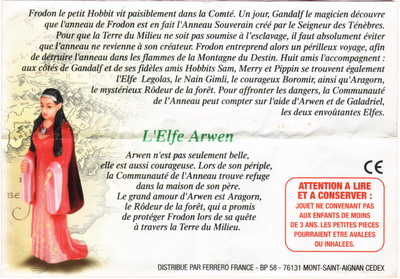 Frodon le petit Hobbit vit paisiblement dans la Comté. Un jour, Gandalf le magicien découvre
que l'anneau de Frodon est en fait l'Anneau Souverain créé par le Seigneur des Ténèbres.
Pour que la Terre du Milieu ne soit pas soumise à l'esclavage, il faut absolument éviter
que l'anneau ne revienne à son créateur. Frodon entreprend alors un périlleux voyage, afin
de détruire l'anneau dans les flammes de la Montagne du Destin. Huit amis l'accompagnent :
aux côtés de Gandalf et de ses fidèles amis Hobbits Sam, Merry et Pippin se trouvent également
l'Elfe Legolas, le Nain Gimli, le courageux Boromir, ainsi qu'Aragorn,
le mystérieux Rôdeur de la forêt. Pour affronter les dangers, la Communauté
de l'Anneau peut compter sur l'aide d'Arwen et de Galadriel,
les deux envoûtantes Elfes.
L'Elfe Arwen
Arwen n'est pas seulement belle,
elle est aussi courageuse. Lors de son périple,
la Communauté de l'Anneau trouve refuge
dans la maison de son père.
Le grand amour d'Arwen est Aragorn,
le Rôdeur de la forêt, qui a promis
de protéger Frodon lors de sa quête
à travers la Terre du Milieu.
CE
ATTENTION A LIRE
ET A CONSERVER :
JOUET NE CONVENANT PAS
AUX ENFANTS DE MOINS
DE 3 ANS. LES PETITES PIECES
POURRAIENT ETRE AVALEES
OU INHALEES.
DISTRIBUE PAR FERRERO FRANCE - BP 58 - 76131 MONT-SAINT-AIGNAN CEDEX